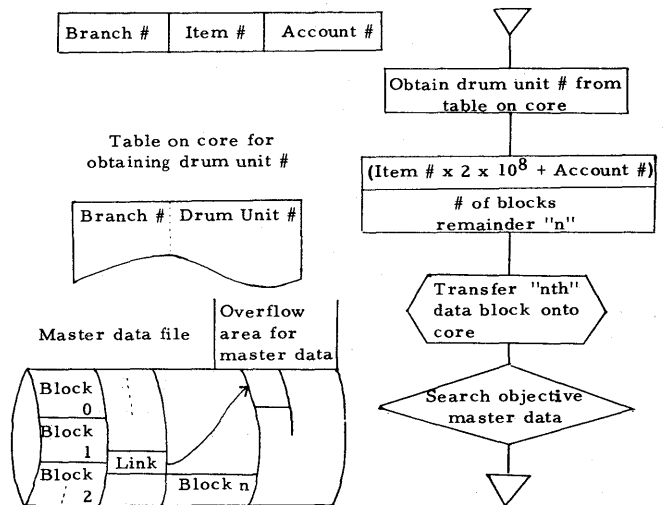 Branch # Item # Account #
Table on core for
obtaining drum unit #
Branch # Drum Unit #
Master data file
Overflow
area for
master data
Block
0
Block
1
Block
2
Link
Block n
Obtain drum unit # from
table on core
(Item # x 2 x 10⁸ + Account #)
# of blocks
remainder "n"
Transfer "nth"
data block onto
core
Search objective
master data